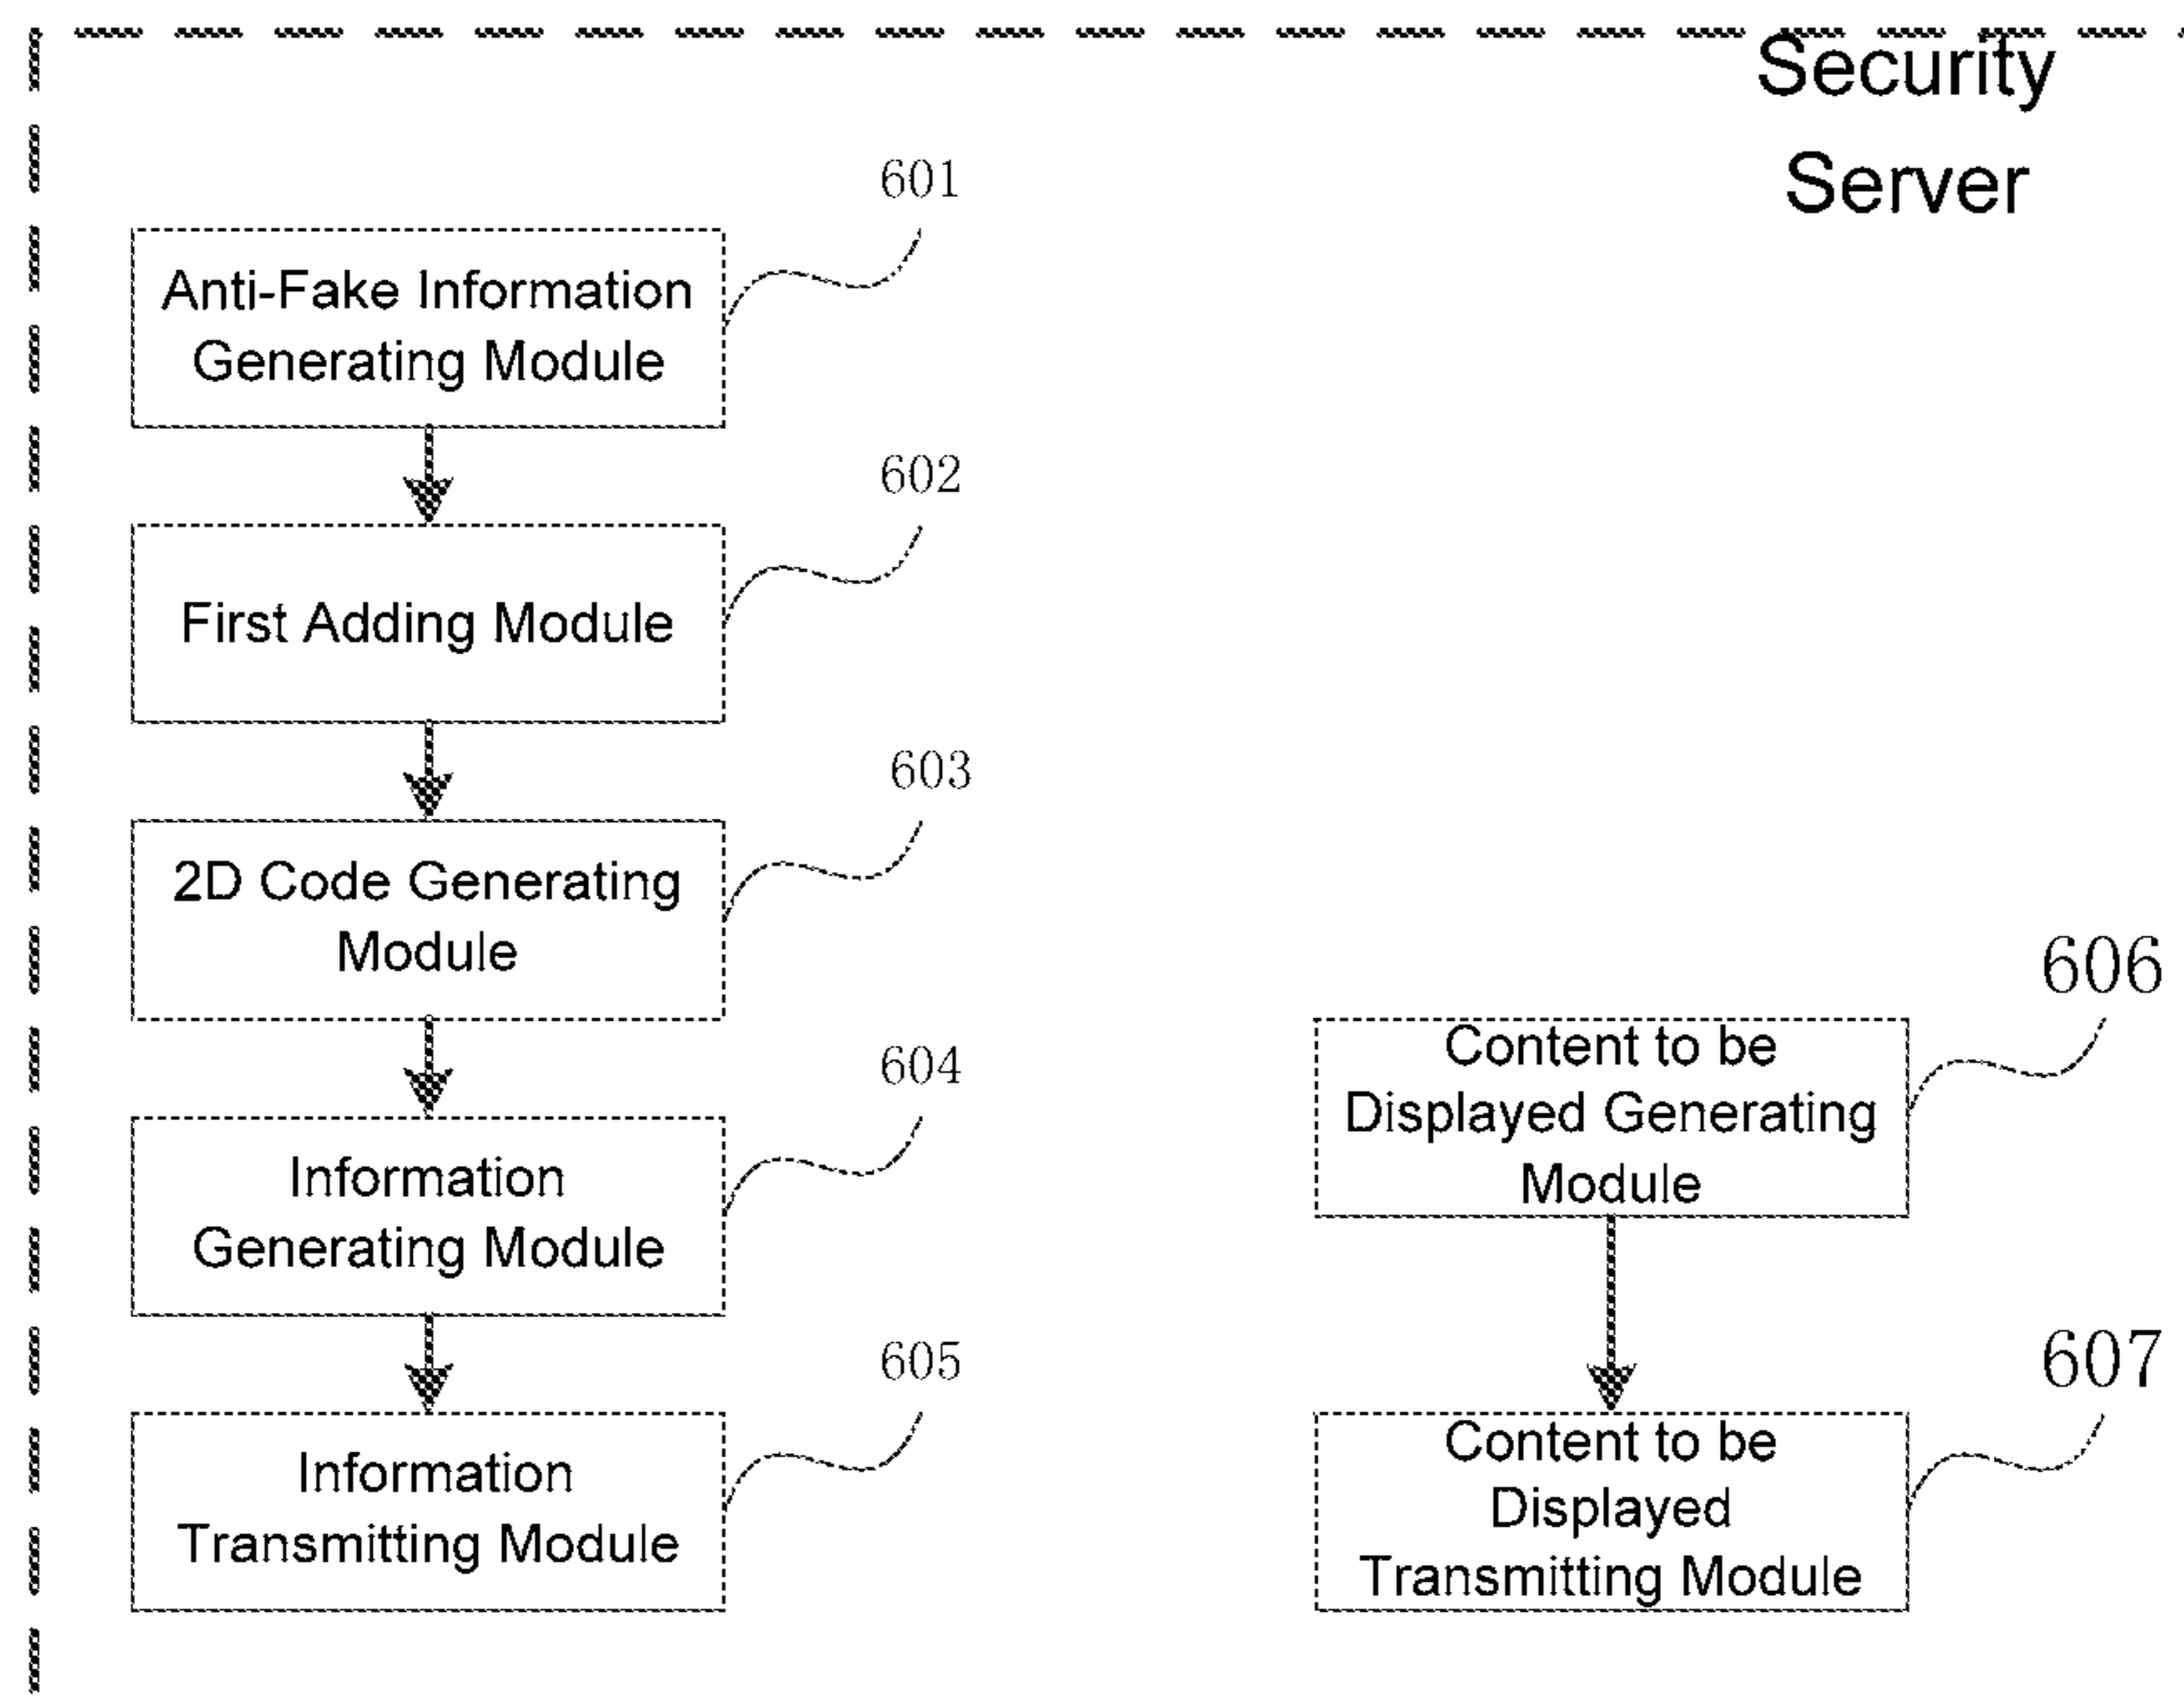 Security
Server
601
Anti-Fake Information
Generating Module
602
First Adding Module
603
2D Code Generating
Module
604
Information
Generating Module
605
Information
Transmitting Module
606
Content to be
Displayed Generating
Module
607
Content to be
Displayed
Transmitting Module